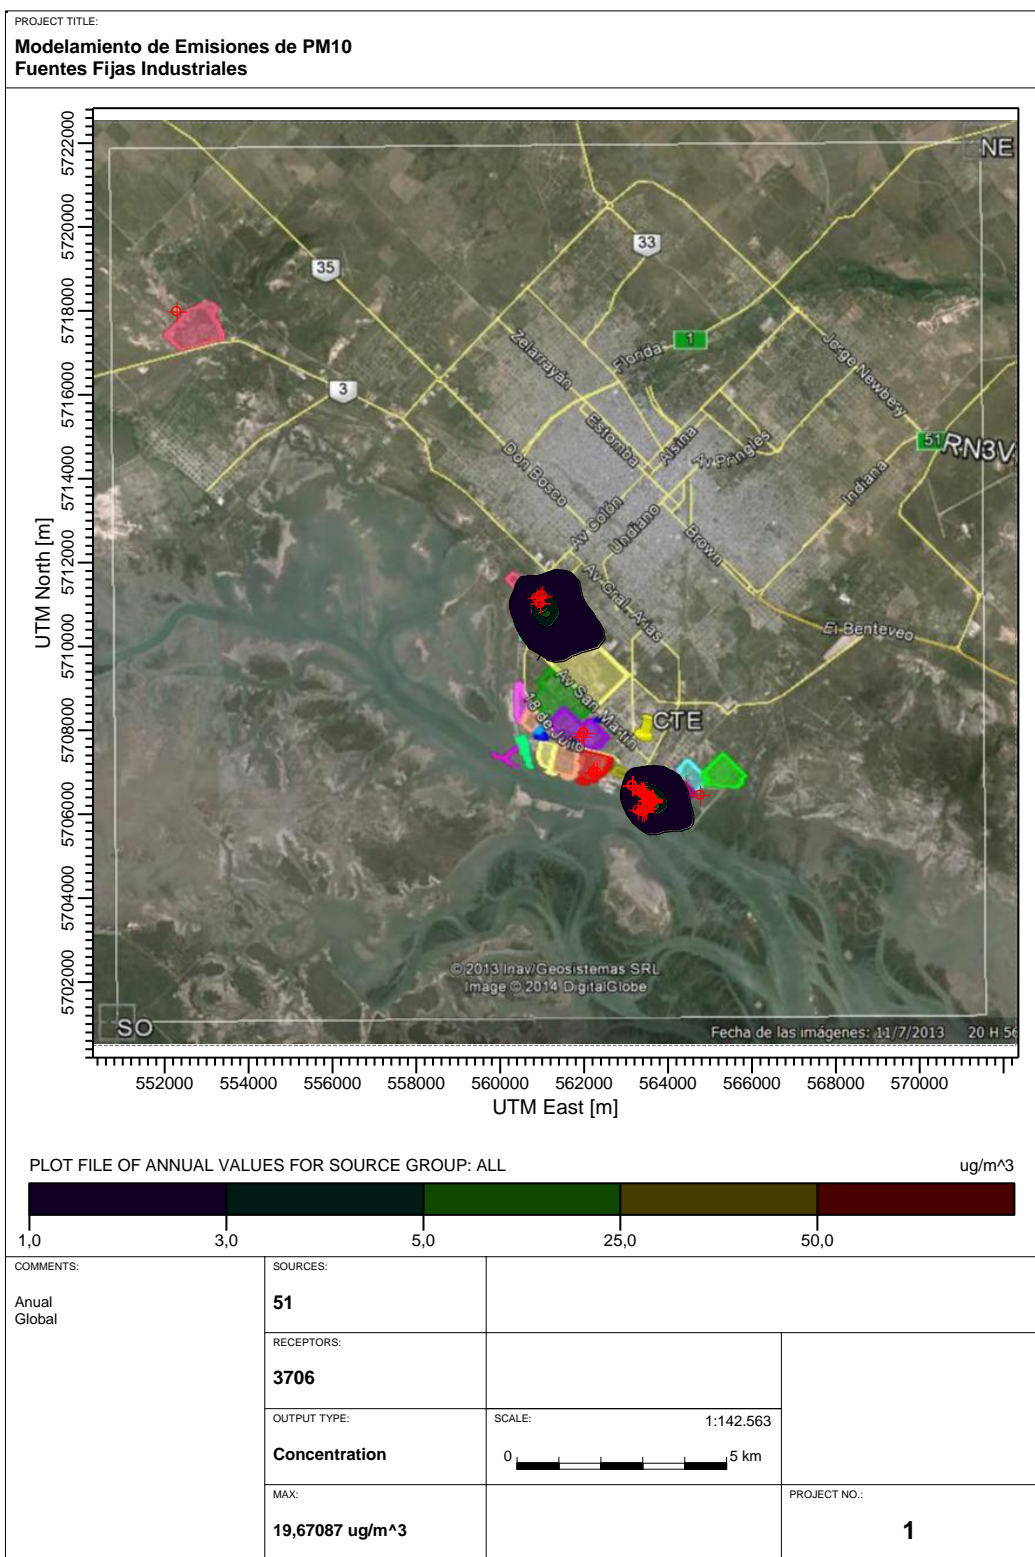 PROJECT TITLE:
Modelamiento de Emisiones de PM10
Fuentes Fijas Industriales
UTM North [m]
5722000
5720000
5718000
5716000
5714000
5712000
5710000
5708000
5706000
5704000
5702000
NE
33
35
1
Florida
Zelarrayán
Jorge Newbery
3
Estomba
Alsina
Av Pringles
51
RN3V
Don Bosco
Indiana
Av Colón
Undiano
Brown
Av Gral. Arias
El Benteveo
Av San Martín
18 de Julio
CTE
© 2013 Inav/Geosistemas SRL
Image © 2014 DigitalGlobe
SO
Fecha de las imágenes: 11/7/2013 20 H 56
552000 554000 556000 558000 560000 562000 564000 566000 568000 570000
UTM East [m]
PLOT FILE OF ANNUAL VALUES FOR SOURCE GROUP: ALL ug/m^3
1,0 3,0 5,0 25,0 50,0
COMMENTS:
Anual
Global
SOURCES:
51
RECEPTORS:
3706
OUTPUT TYPE:
Concentration
SCALE: 1:142.563
0 5 km
MAX:
19,67087 ug/m^3
PROJECT NO.:
1